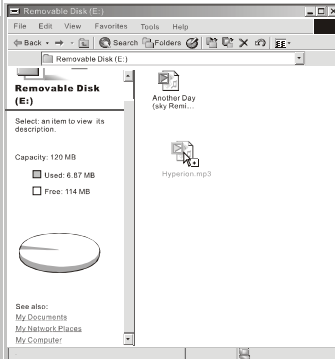 Removable Disk (E:)
File Edit View Favorites Tools Help
Back Search Folders
Removable Disk (E:)
Removable Disk
(E:)
Select: an item to view its
description.
Capacity: 120 MB
Used: 6.87 MB
Free: 114 MB
See also:
My Documents
My Network Places
My Computer
Another Day
(sky Remi...
Hyperion.mp3